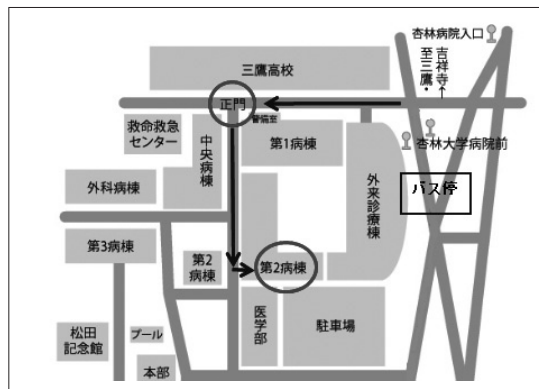 杏林病院入口
吉祥寺→
至三鷹・
三鷹高校
正門
警備室
救命救急
センター
中央病棟
第1病棟
杏林大学病院前
外科病棟
外来診療棟
バス停
第3病棟
第2
病棟
第2病棟
医学部
駐車場
松田
記念館
プール
本部